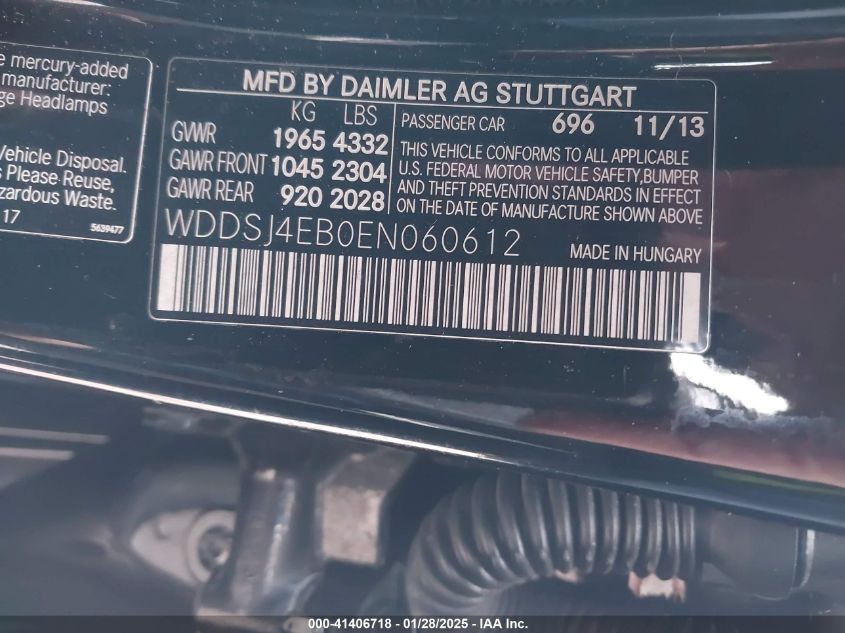 e mercury-added
manufacturer:
ge Headlamps
Vehicle Disposal.
s Please Reuse,
azardous Waste.
17
5639477
MFD BY DAIMLER AG STUTTGART
KG LBS
GWWR 1965 4332
GAWR FRONT 1045 2304
GAWR REAR 920 2028
PASSENGER CAR 696 11/13
THIS VEHICLE CONFORMS TO ALL APPLICABLE
U.S. FEDERAL MOTOR VEHICLE SAFETY, BUMPER
AND THEFT PREVENTION STANDARDS IN EFFECT
ON THE DATE OF MANUFACTURE SHOWN ABOVE
WDDSJ4EB0EN060612
MADE IN HUNGARY
000-41406718 - 01/28/2025 - IAA Inc.